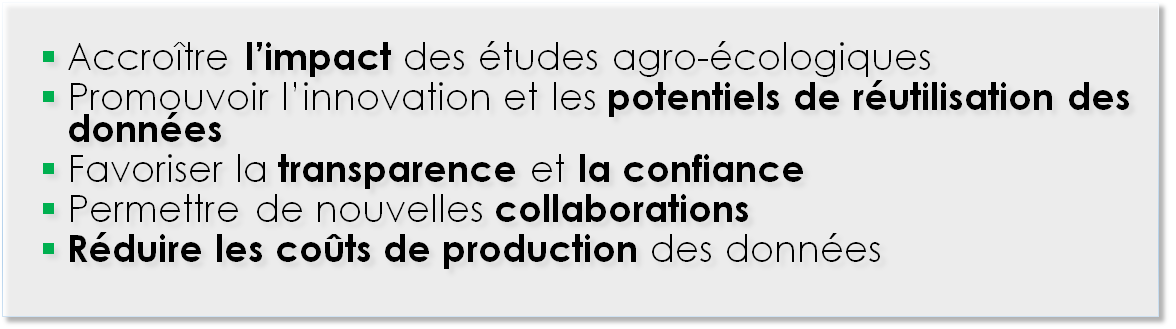 ▪ Accroître l’impact des études agro-écologiques
▪ Promouvoir l’innovation et les potentiels de réutilisation des
données
▪ Favoriser la transparence et la confiance
▪ Permettre de nouvelles collaborations
▪ Réduire les coûts de production des données